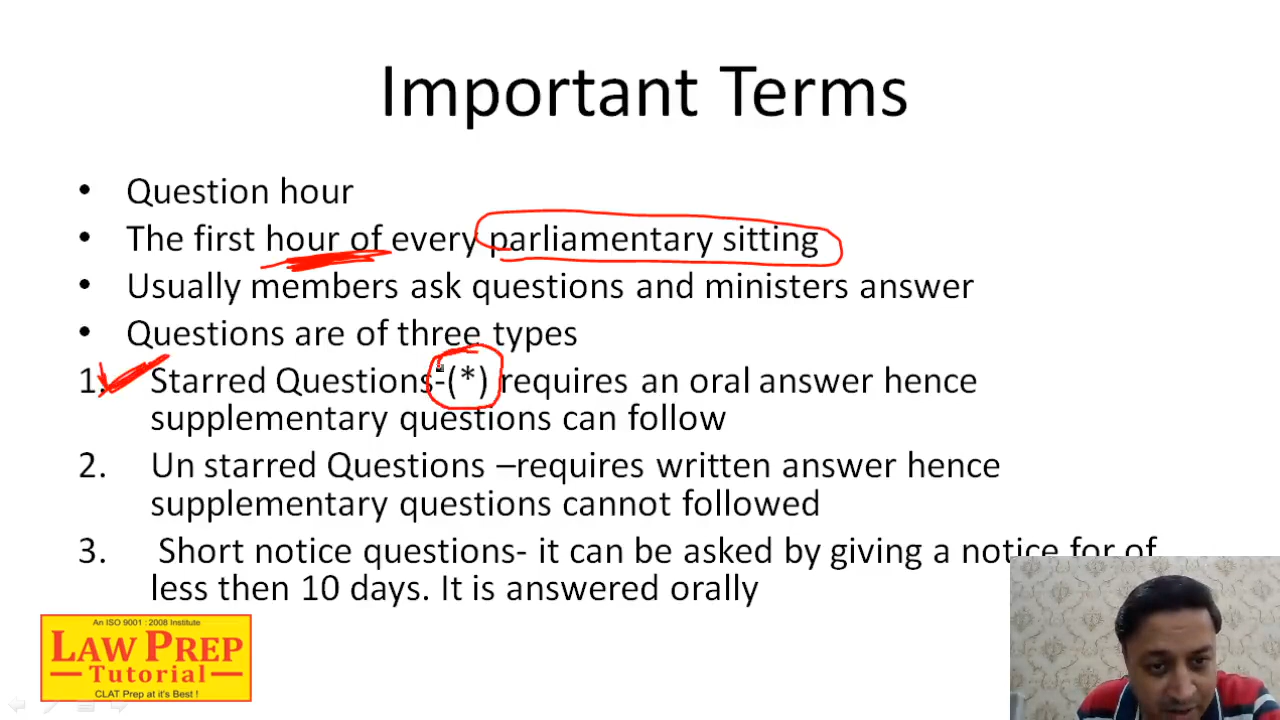 Important Terms
• Question hour
• The first hour of every parliamentary sitting
• Usually members ask questions and ministers answer
• Questions are of three types
1. Starred Questions-(*) requires an oral answer hence
supplementary questions can follow
2. Un starred Questions –requires written answer hence
supplementary questions cannot followed
3. Short notice questions- it can be asked by giving a notice for of
less then 10 days. It is answered orally
An ISO 9001 : 2008 Institute
LAW PREP
Tutorial
CLAT Prep at it's Best !